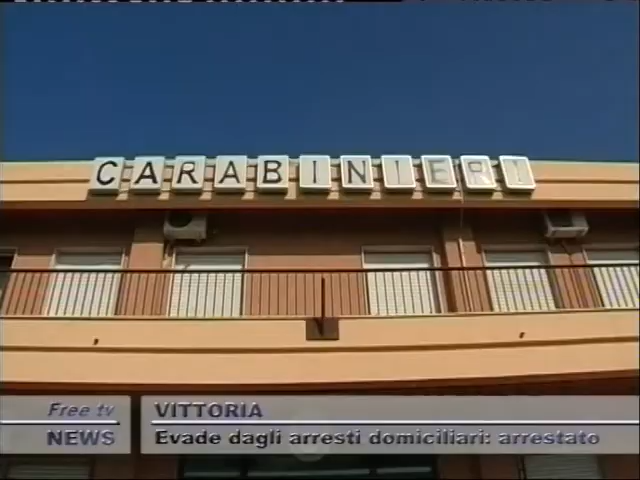 CARABINIERI
Free tv
NEWS
VITTORIA
Evade dagli arresti domiciliari: arrestato